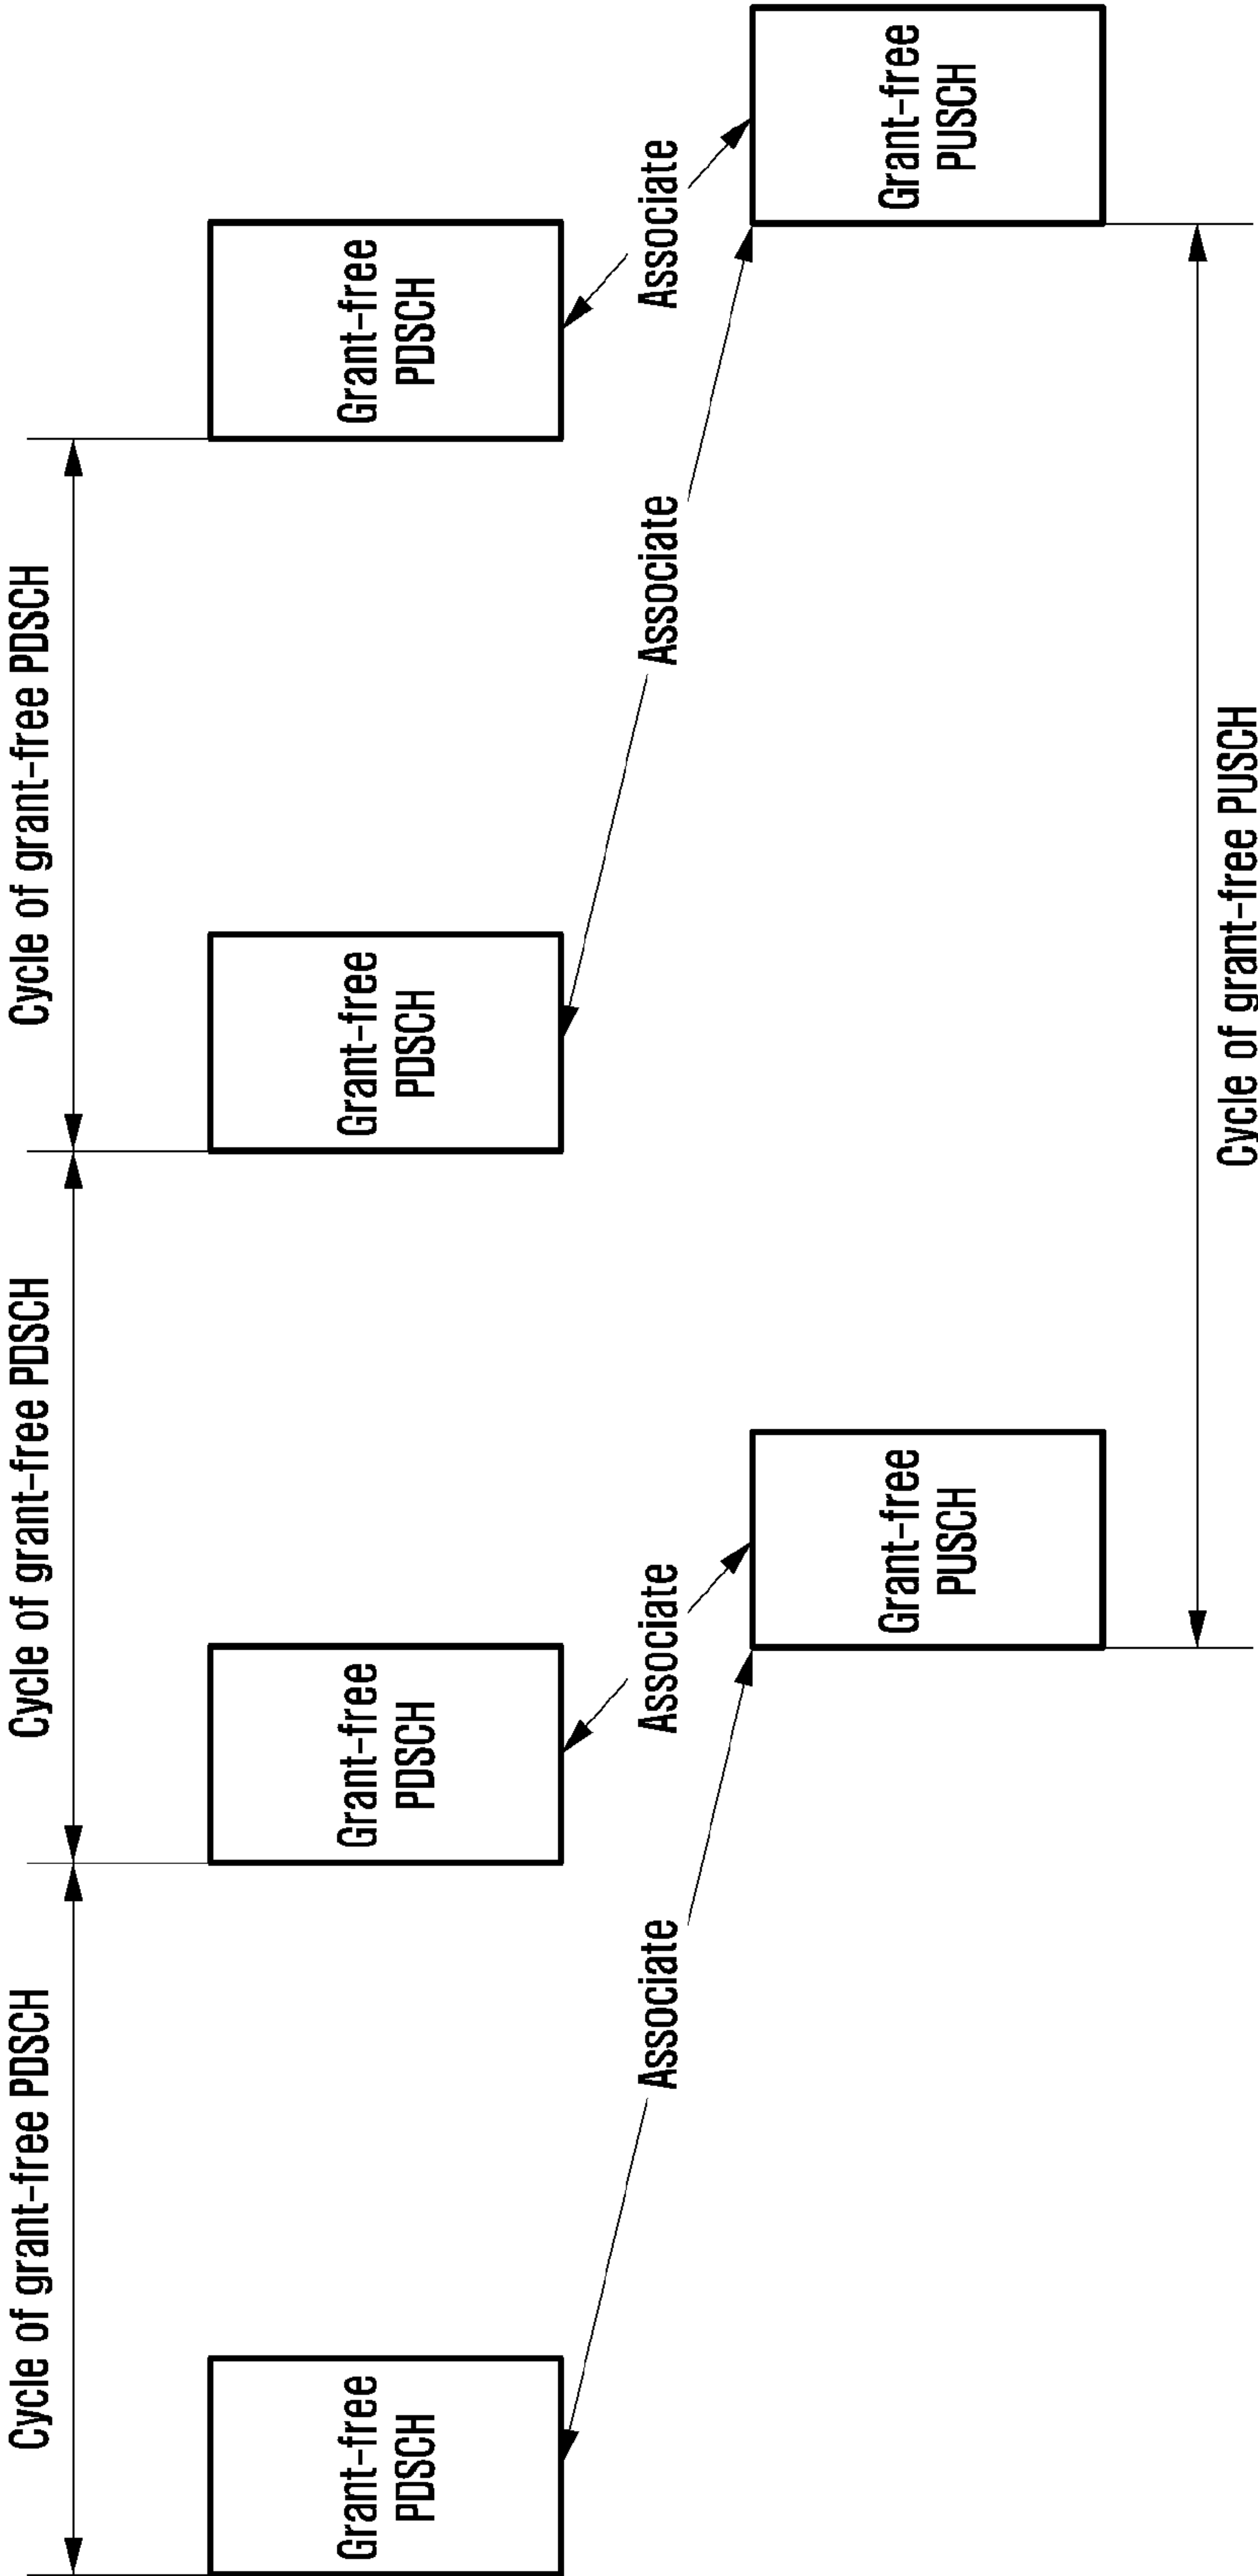 Cycle of grant-free PDSCH
Cycle of grant-free PDSCH
Cycle of grant-free PDSCH
Grant-free
PDSCH
Grant-free
PDSCH
Grant-free
PDSCH
Grant-free
PDSCH
Associate
Associate
Associate
Associate
Grant-free
PUSCH
Grant-free
PUSCH
Cycle of grant-free PUSCH